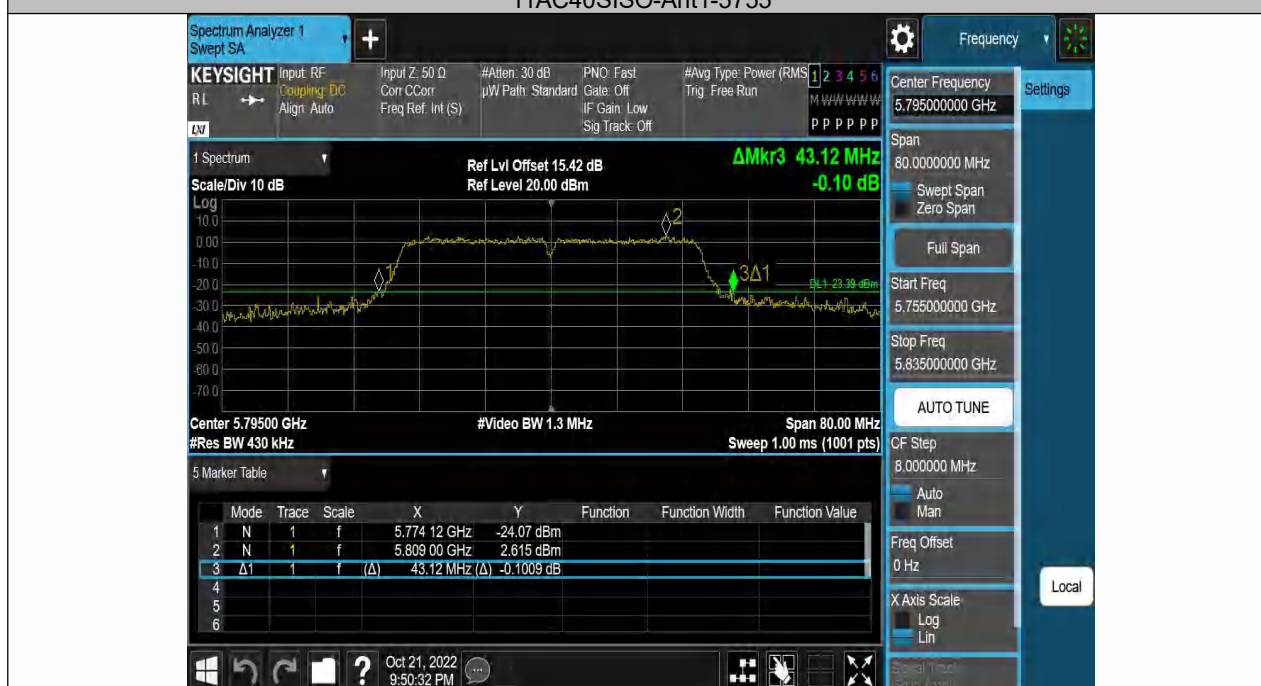 11AC40SISO-Ant1-5755
Spectrum Analyzer 1
Swept SA
+
Frequency
KEYSIGHT
RL
LXI
Input: RF
Coupling: DC
Align: Auto
Input Z: 50 Ω
Corr CCorr
Freq Ref: Int (S)
#Atten: 30 dB
µW Path: Standard
PNO: Fast
Gate: Off
IF Gain: Low
Sig Track: Off
#Avg Type: Power (RMS
Trig: Free Run
1 2 3 4 5 6
M W W W W W
P P P P P P
Settings
Center Frequency
5.795000000 GHz
Span
80.0000000 MHz
Swept Span
Zero Span
Full Span
Start Freq
5.755000000 GHz
Stop Freq
5.835000000 GHz
AUTO TUNE
CF Step
8.000000 MHz
Auto
Man
Freq Offset
0 Hz
X Axis Scale
Log
Lin
Local
1 Spectrum
Scale/Div 10 dB
Ref Lvl Offset 15.42 dB
Ref Level 20.00 dBm
ΔMkr3 43.12 MHz
-0.10 dB
Log
10.0
0.00
-10.0
-20.0
-30.0
-40.0
-50.0
-60.0
-70.0
1
2
3Δ1
DL1 -23.39 dBm
Center 5.79500 GHz
#Video BW 1.3 MHz
Span 80.00 MHz
#Res BW 430 kHz
Sweep 1.00 ms (1001 pts)
5 Marker Table
Mode Trace Scale X Y Function Function Width Function Value
1 N 1 f 5.774 12 GHz -24.07 dBm
2 N 1 f 5.809 00 GHz 2.615 dBm
3 Δ1 1 f (Δ) 43.12 MHz (Δ) -0.1009 dB
4
5
6
?
Oct 21, 2022
9:50:32 PM